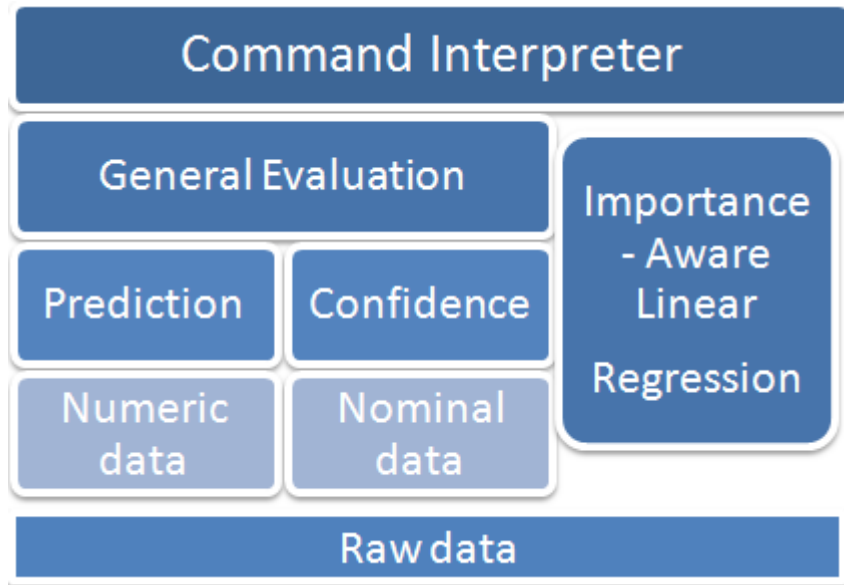 Command Interpreter
General Evaluation
Importance
- Aware
Linear
Regression
Prediction
Confidence
Numeric
data
Nominal
data
Raw data